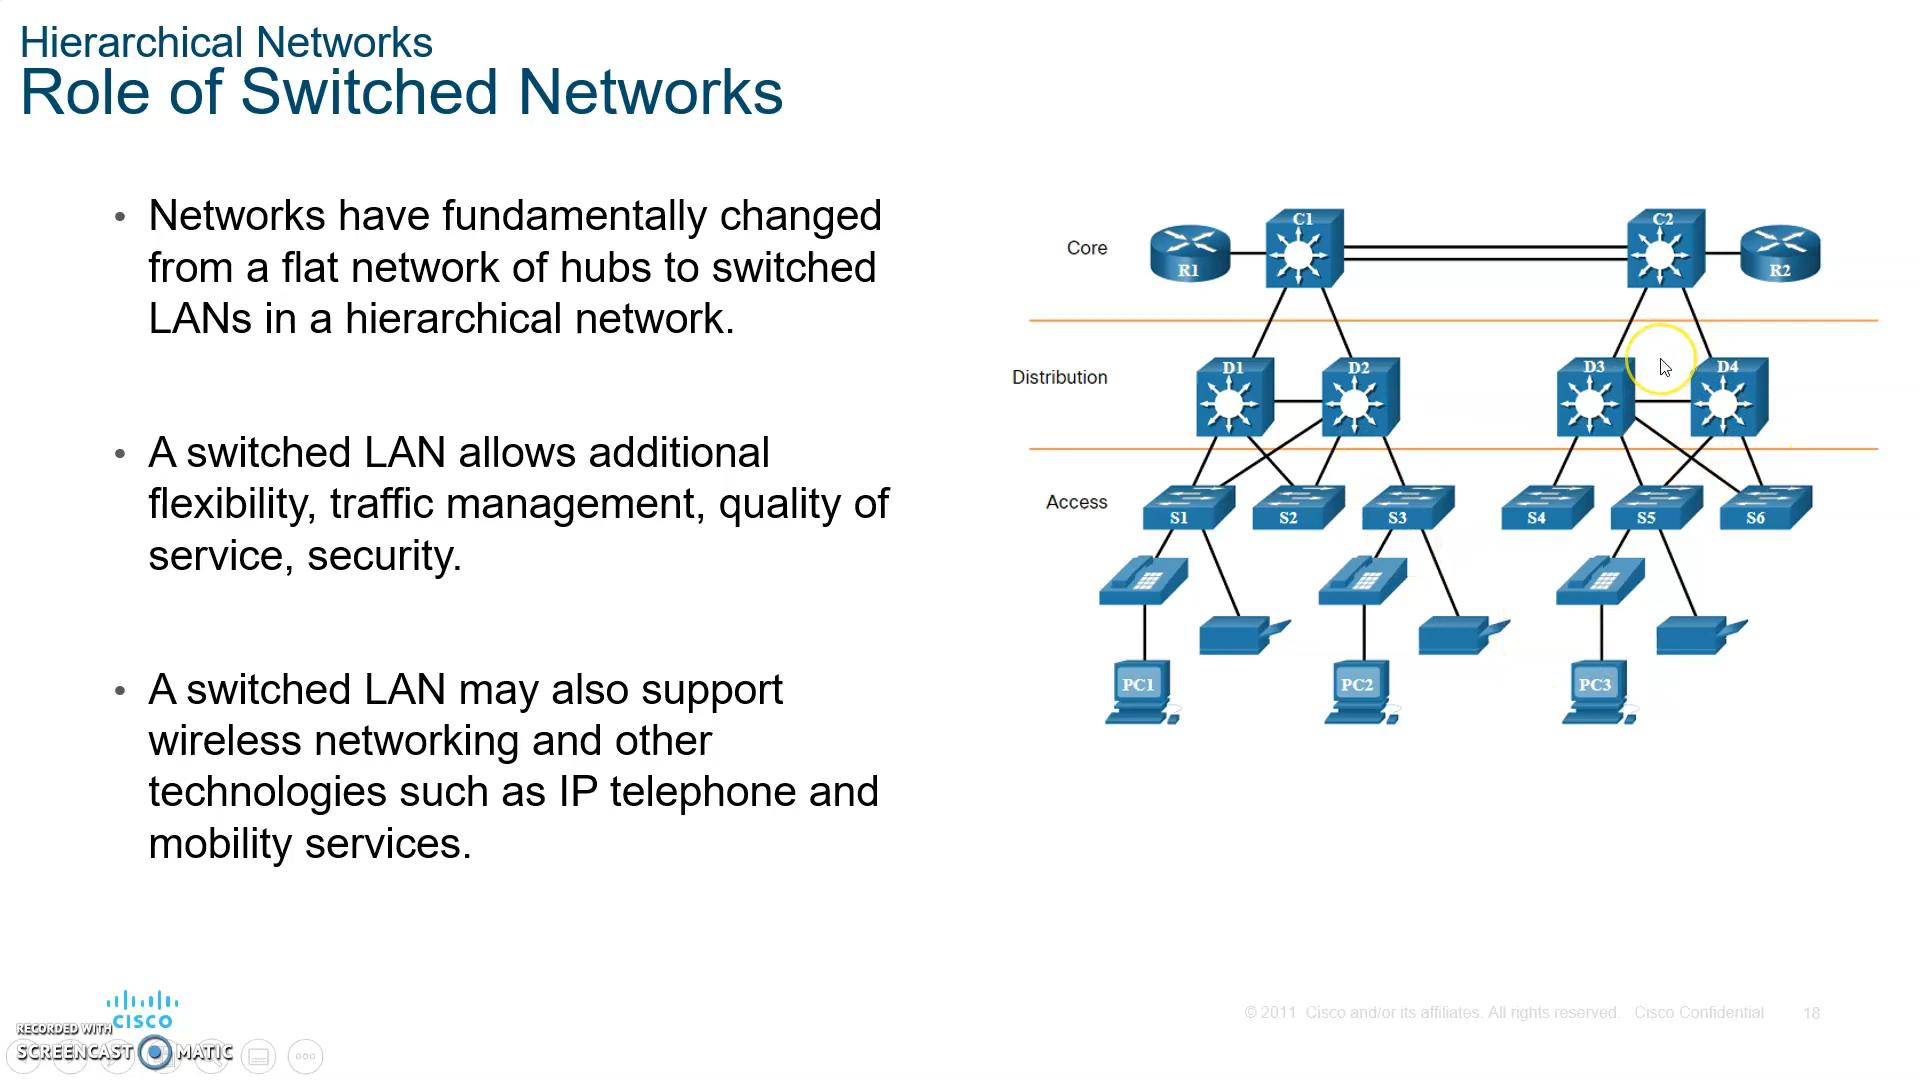 Hierarchical Networks
Role of Switched Networks
• Networks have fundamentally changed
from a flat network of hubs to switched
LANs in a hierarchical network.
• A switched LAN allows additional
flexibility, traffic management, quality of
service, security.
• A switched LAN may also support
wireless networking and other
technologies such as IP telephone and
mobility services.
Core
R1
C1
C2
R2
Distribution
D1
D2
D3
D4
Access
S1
S2
S3
S4
S5
S6
PC1
PC2
PC3
CISCO
RECORDED WITH
SCREENCAST MATIC
© 2011 Cisco and/or its affiliates. All rights reserved. Cisco Confidential 18